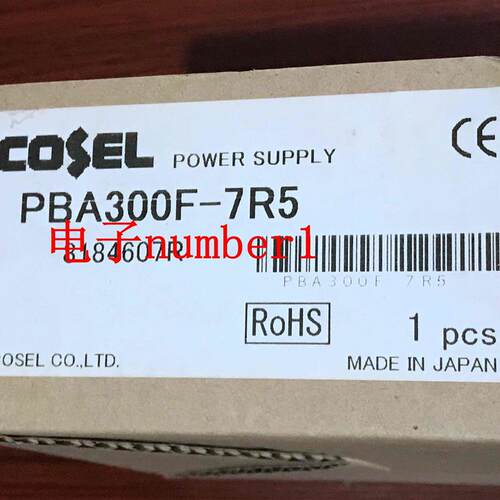 COSEL POWER SUPPLY CE
PBA300F-7R5
电子number1
8184607R
PBA300F 7R5
RoHS 1 pcs
COSEL CO.,LTD. MADE IN JAPAN